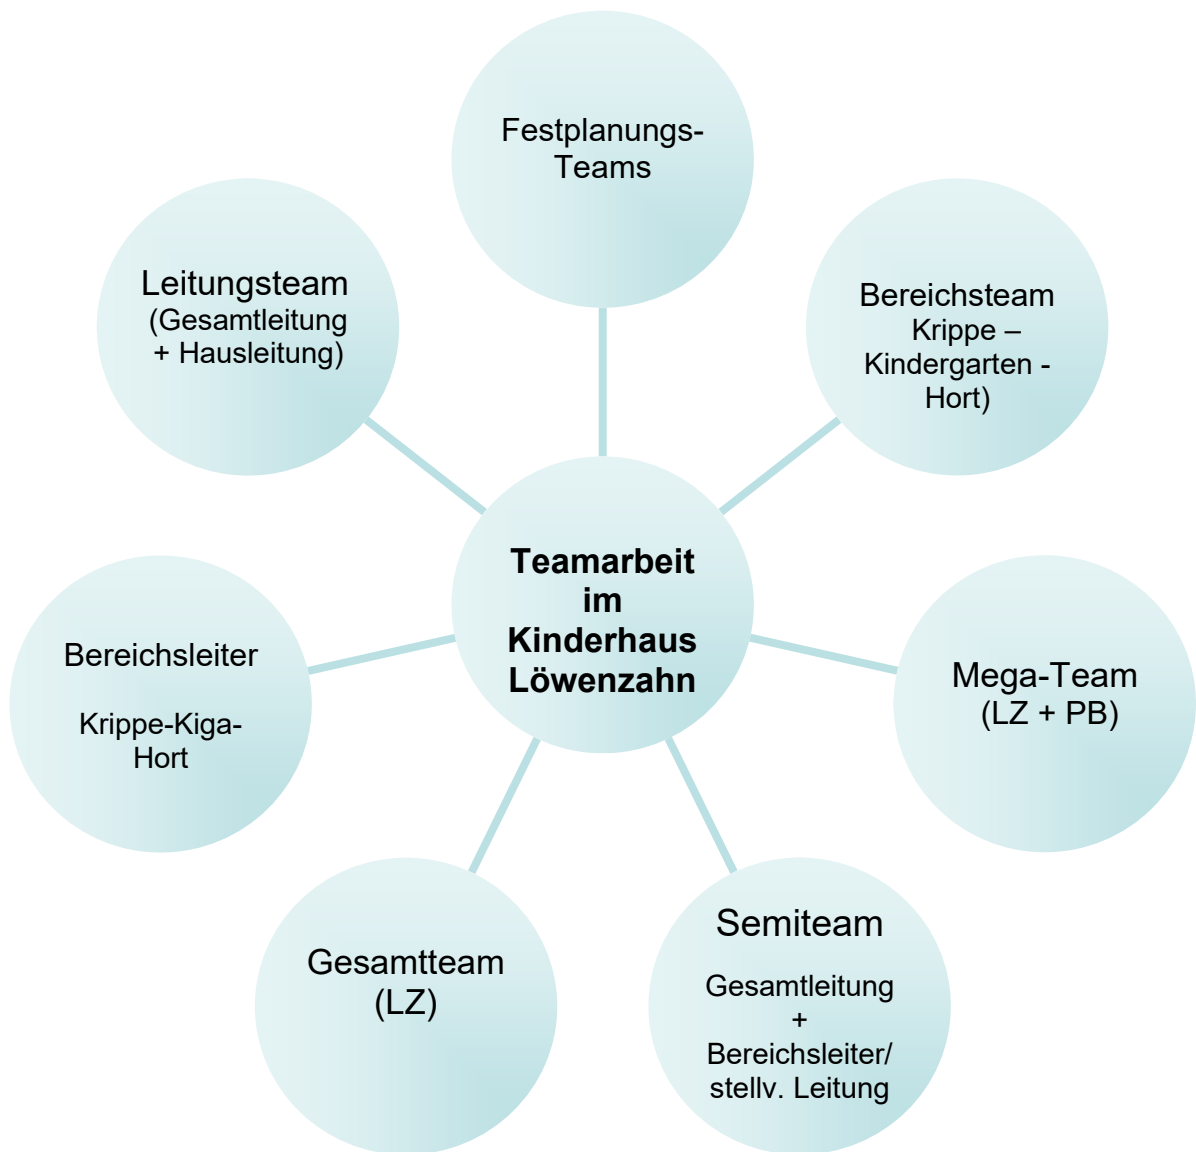 Festplanungs-
Teams
Leitungsteam
(Gesamtleitung
+ Hausleitung)
Bereichsteam
Krippe –
Kindergarten -
Hort)
Teamarbeit
im
Kinderhaus
Löwenzahn
Bereichsleiter
Krippe-Kiga-
Hort
Mega-Team
(LZ + PB)
Gesamtteam
(LZ)
Semiteam
Gesamtleitung
+
Bereichsleiter/
stellv. Leitung